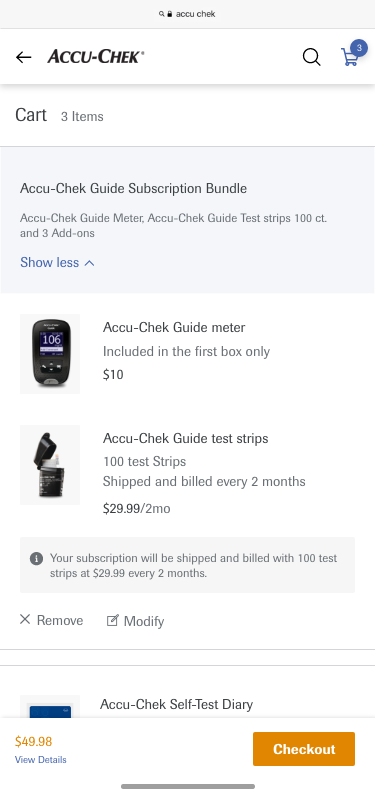 accu chek
ACCU-CHEK®
3
Cart 3 Items
Accu-Chek Guide Subscription Bundle
Accu-Chek Guide Meter, Accu-Chek Guide Test strips 100 ct.
and 3 Add-ons
Show less
Accu-Chek Guide meter
Included in the first box only
$10
106
Accu-Chek Guide test strips
100 test Strips
Shipped and billed every 2 months
$29.99/2mo
Your subscription will be shipped and billed with 100 test
strips at $29.99 every 2 months.
Remove Modify
Accu-Chek Self-Test Diary
$49.98
View Details
Checkout